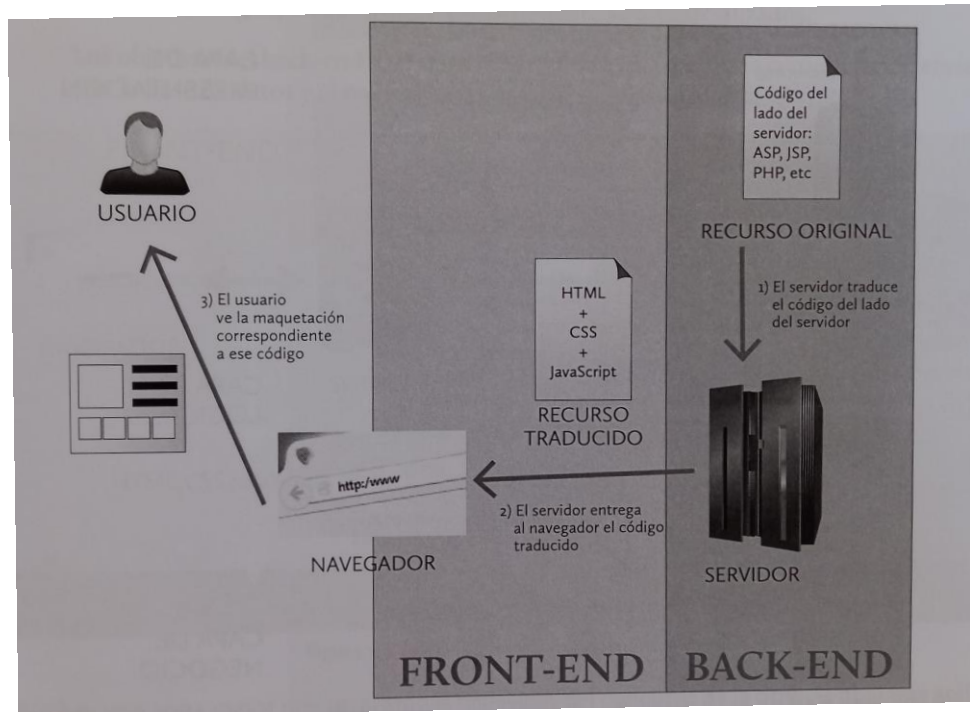 Código del
lado del
servidor:
ASP, JSP,
PHP, etc
RECURSO ORIGINAL
1) El servidor traduce
el código del lado
del servidor
SERVIDOR
HTML
+
CSS
+
JavaScript
RECURSO
TRADUCIDO
2) El servidor entrega
al navegador el código
traducido
http:/www
NAVEGADOR
3) El usuario
ve la maquetación
correspondiente
a ese código
USUARIO
FRONT-END
BACK-END